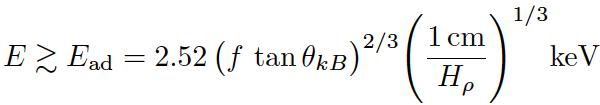 E ≳ E_ad = 2.52 (f tan θ_kB)^{2/3} (1 cm / H_ρ)^{1/3} keV